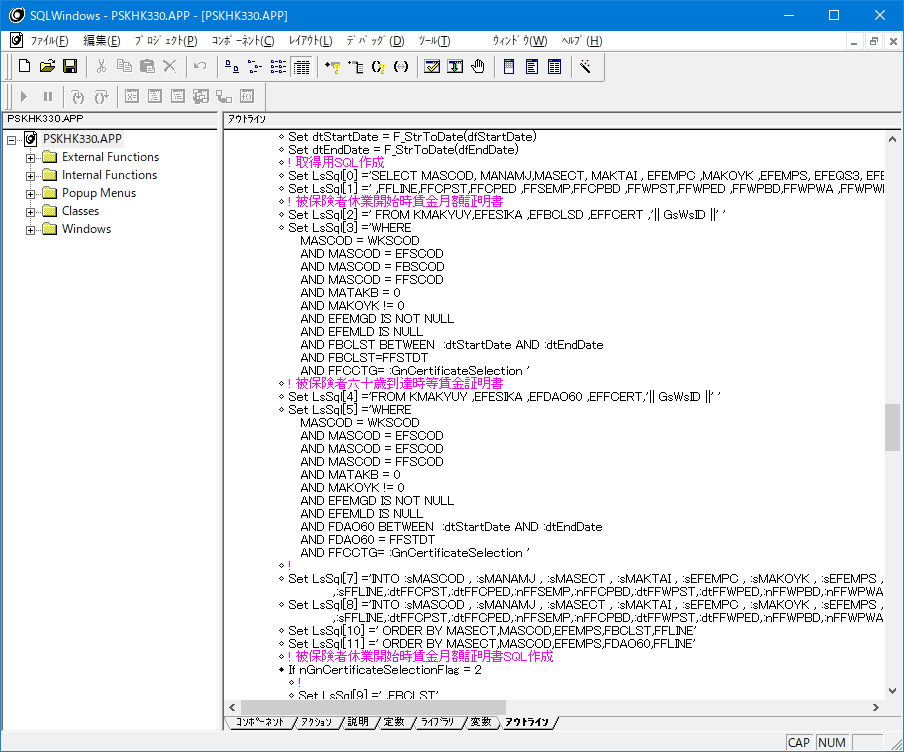 SQLWindows - PSKHK330.APP - [PSKHK330.APP]
ﾌｧｲﾙ(F) 編集(E) ﾌﾟﾛｼﾞｪｸﾄ(P) ｺﾝﾎﾟｰﾈﾝﾄ(C) ﾚｲｱｳﾄ(L) ﾃﾞﾊﾞｯｸﾞ(D) ﾂｰﾙ(T) ｳｨﾝﾄﾞｳ(W) ﾍﾙﾌﾟ(H)
PSKHK330.APP
PSKHK330.APP
External Functions
Internal Functions
Popup Menus
Classes
Windows
ｱｳﾄﾗｲﾝ
Set dtStartDate = F_StrToDate(dfStartDate)
Set dtEndDate = F_StrToDate(dfEndDate)
! 取得用SQL作成
Set LsSql[0] ='SELECT MASCOD, MANAMJ,MASECT, MAKTAI , EFEMPC ,MAKOYK ,EFEMPS, EFEQS3, EFE
Set LsSql[1] =' ,FFLINE,FFCPST,FFCPED ,FFSEMP,FFCPBD ,FFWPST,FFWPED ,FFWPBD,FFWPWA ,FFWPWI
! 被保険者休業開始時賃金月額証明書
Set LsSql[2] =' FROM KMAKYUY,EFESIKA ,EFBCLSD ,EFFCERT ,'|| GsWsID ||' '
Set LsSql[3] ='WHERE
MASCOD = WKSCOD
AND MASCOD = EFSCOD
AND MASCOD = FBSCOD
AND MASCOD = FFSCOD
AND MATAKB = 0
AND MAKOYK != 0
AND EFEMGD IS NOT NULL
AND EFEMLD IS NULL
AND FBCLST BETWEEN :dtStartDate AND :dtEndDate
AND FBCLST=FFSTDT
AND FFCCTG= :GnCertificateSelection '
! 被保険者六十歳到達時等賃金証明書
Set LsSql[4] ='FROM KMAKYUY ,EFESIKA ,EFDAO60 ,EFFCERT,'|| GsWsID ||' '
Set LsSql[5] ='WHERE
MASCOD = WKSCOD
AND MASCOD = EFSCOD
AND MASCOD = EFSCOD
AND MASCOD = FFSCOD
AND MATAKB = 0
AND MAKOYK != 0
AND EFEMGD IS NOT NULL
AND EFEMLD IS NULL
AND FDAO60 BETWEEN :dtStartDate AND :dtEndDate
AND FDAO60 = FFSTDT
AND FFCCTG= :GnCertificateSelection '
!
Set LsSql[7] ='INTO :sMASCOD , :sMANAMJ , :sMASECT , :sMAKTAI , :sEFEMPC , :sMAKOYK , :sEFEMPS ,
,:sFFLINE,:dtFFCPST,:dtFFCPED,:nFFSEMP,:nFFCPBD,:dtFFWPST,:dtFFWPED,:nFFWPBD,:nFFWPWA
Set LsSql[8] ='INTO :sMASCOD , :sMANAMJ , :sMASECT , :sMAKTAI , :sEFEMPC , :sMAKOYK , :sEFEMPS ,
,:sFFLINE,:dtFFCPST,:dtFFCPED,:nFFSEMP,:nFFCPBD,:dtFFWPST,:dtFFWPED,:nFFWPBD,:nFFWPWA
Set LsSql[10] =' ORDER BY MASECT,MASCOD,EFEMPS,FBCLST,FFLINE'
Set LsSql[11] =' ORDER BY MASECT,MASCOD,EFEMPS,FDAO60,FFLINE'
! 被保険者休業開始時賃金月額証明書SQL作成
If nGnCertificateSelectionFlag = 2
!
Set LsSql[9] =' ,FBCLST'
ｺﾝﾎﾟｰﾈﾝﾄ ｱｸｼｮﾝ 説明 定数 ﾗｲﾌﾞﾗﾘ 変数 ｱｳﾄﾗｲﾝ
CAP NUM